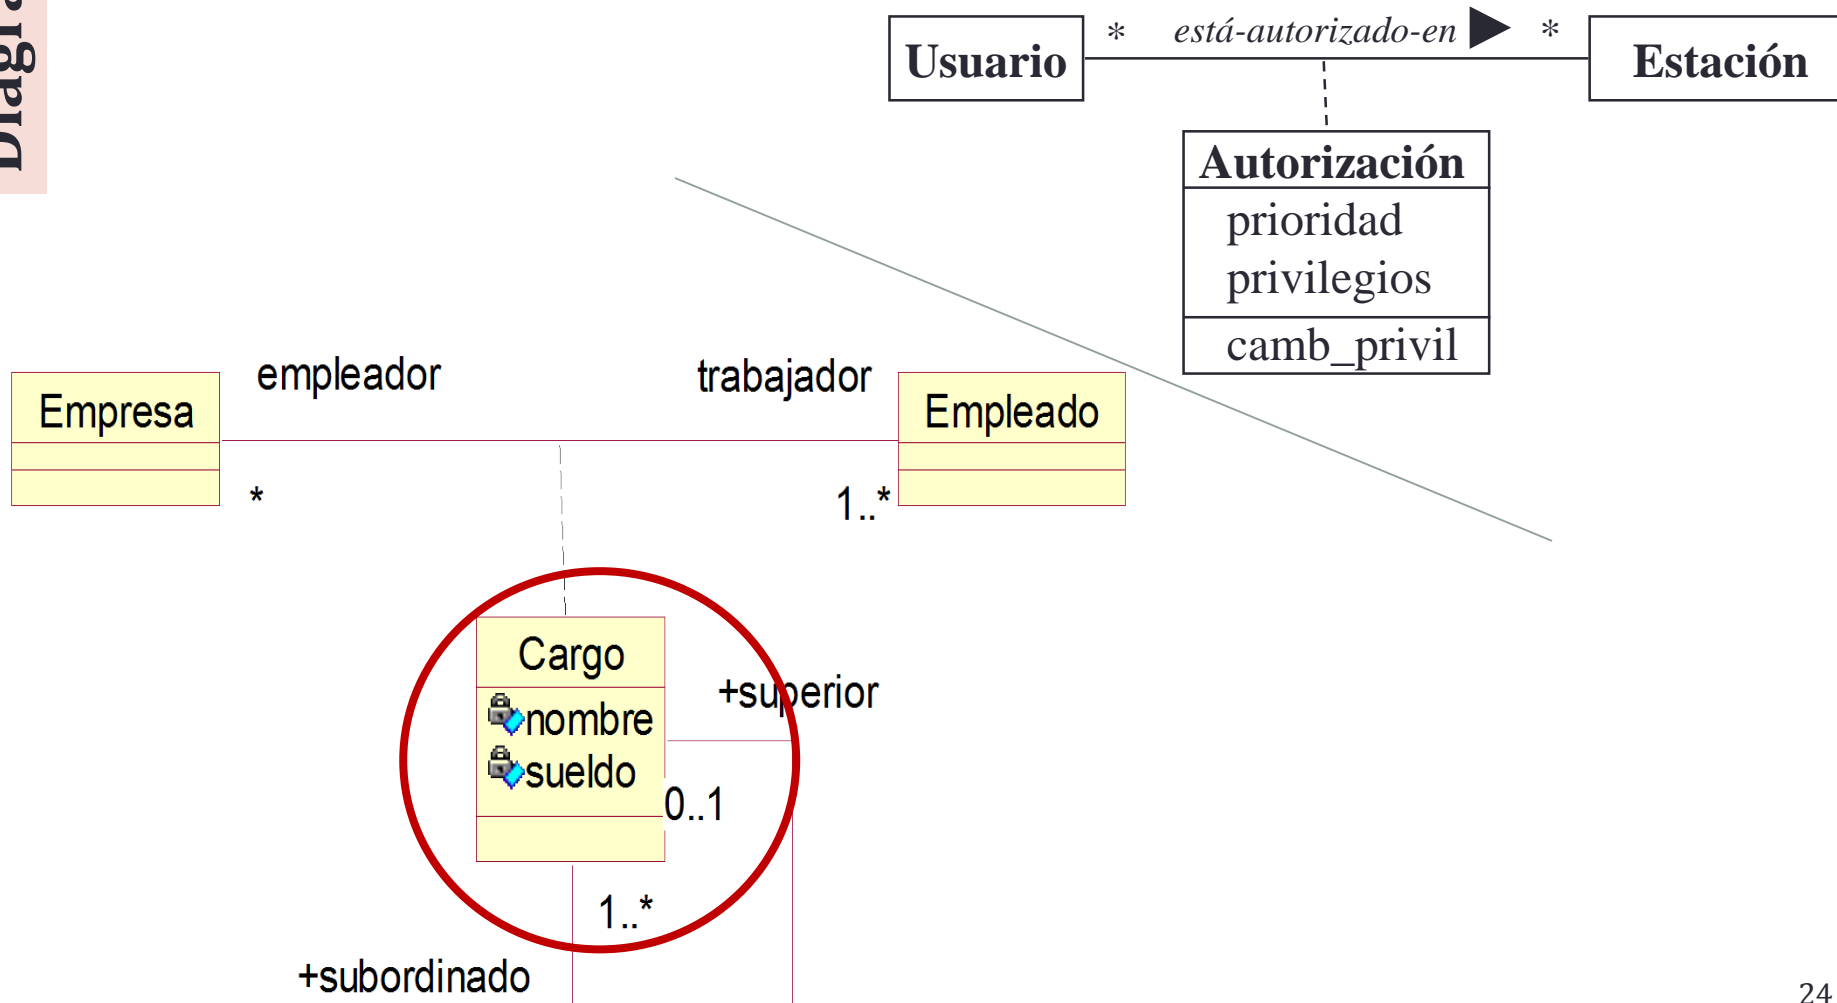 * está-autorizado-en *
Usuario
Estación
Autorización
prioridad
privilegios
camb_privil
empleador
trabajador
Empresa
Empleado
*
1..*
Cargo
nombre
sueldo
+superior
0..1
1..*
+subordinado
24